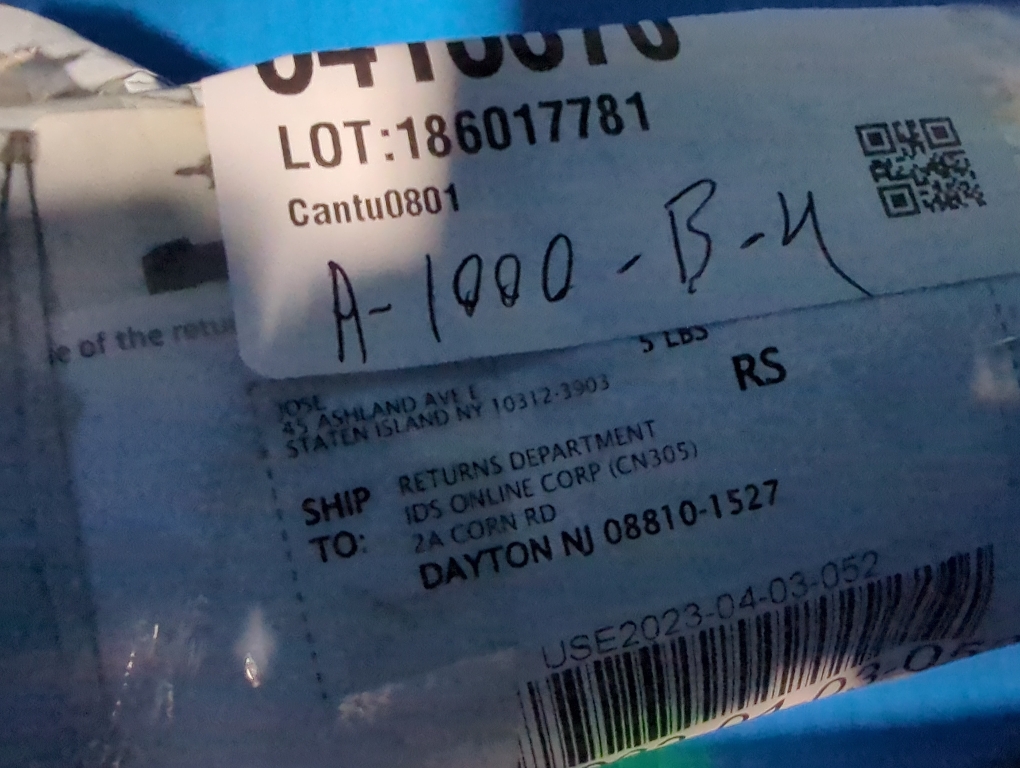 LOT:186017781
Cantu0801
A-1000-B-4
e of the retu
5 LBS
RS
JOSE
45 ASHLAND AVE E
STATEN ISLAND NY 10312-3903
SHIP TO:
RETURNS DEPARTMENT
IDS ONLINE CORP (CN305)
2A CORN RD
DAYTON NJ 08810-1527
USE2023-04-03-052